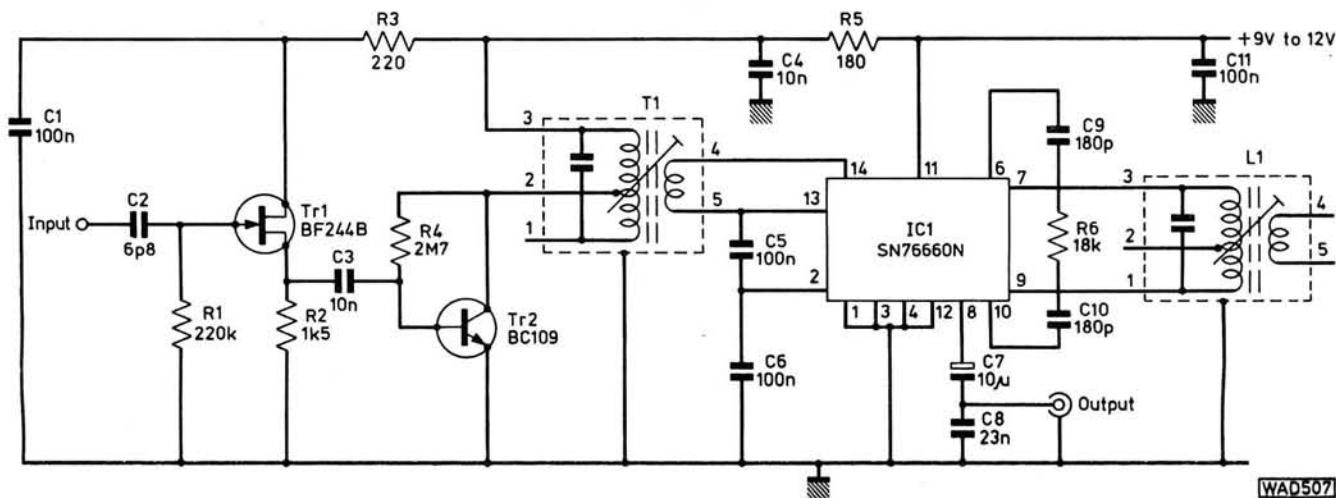 R3
220
R5
180
+9V to 12V
C1
100n
C4
10n
C11
100n
T1
3
2
1
4
5
Input
C2
6p8
Tr1
BF244B
R1
220k
R2
1k5
C3
10n
R4
2M7
Tr2
BC109
C5
100n
C6
100n
14
11
6
13
7
IC1
SN76660N
2
9
1
3
4
12
8
10
C9
180p
R6
18k
C10
180p
L1
3
2
1
4
5
C7
10μ
C8
23n
Output
WAD507